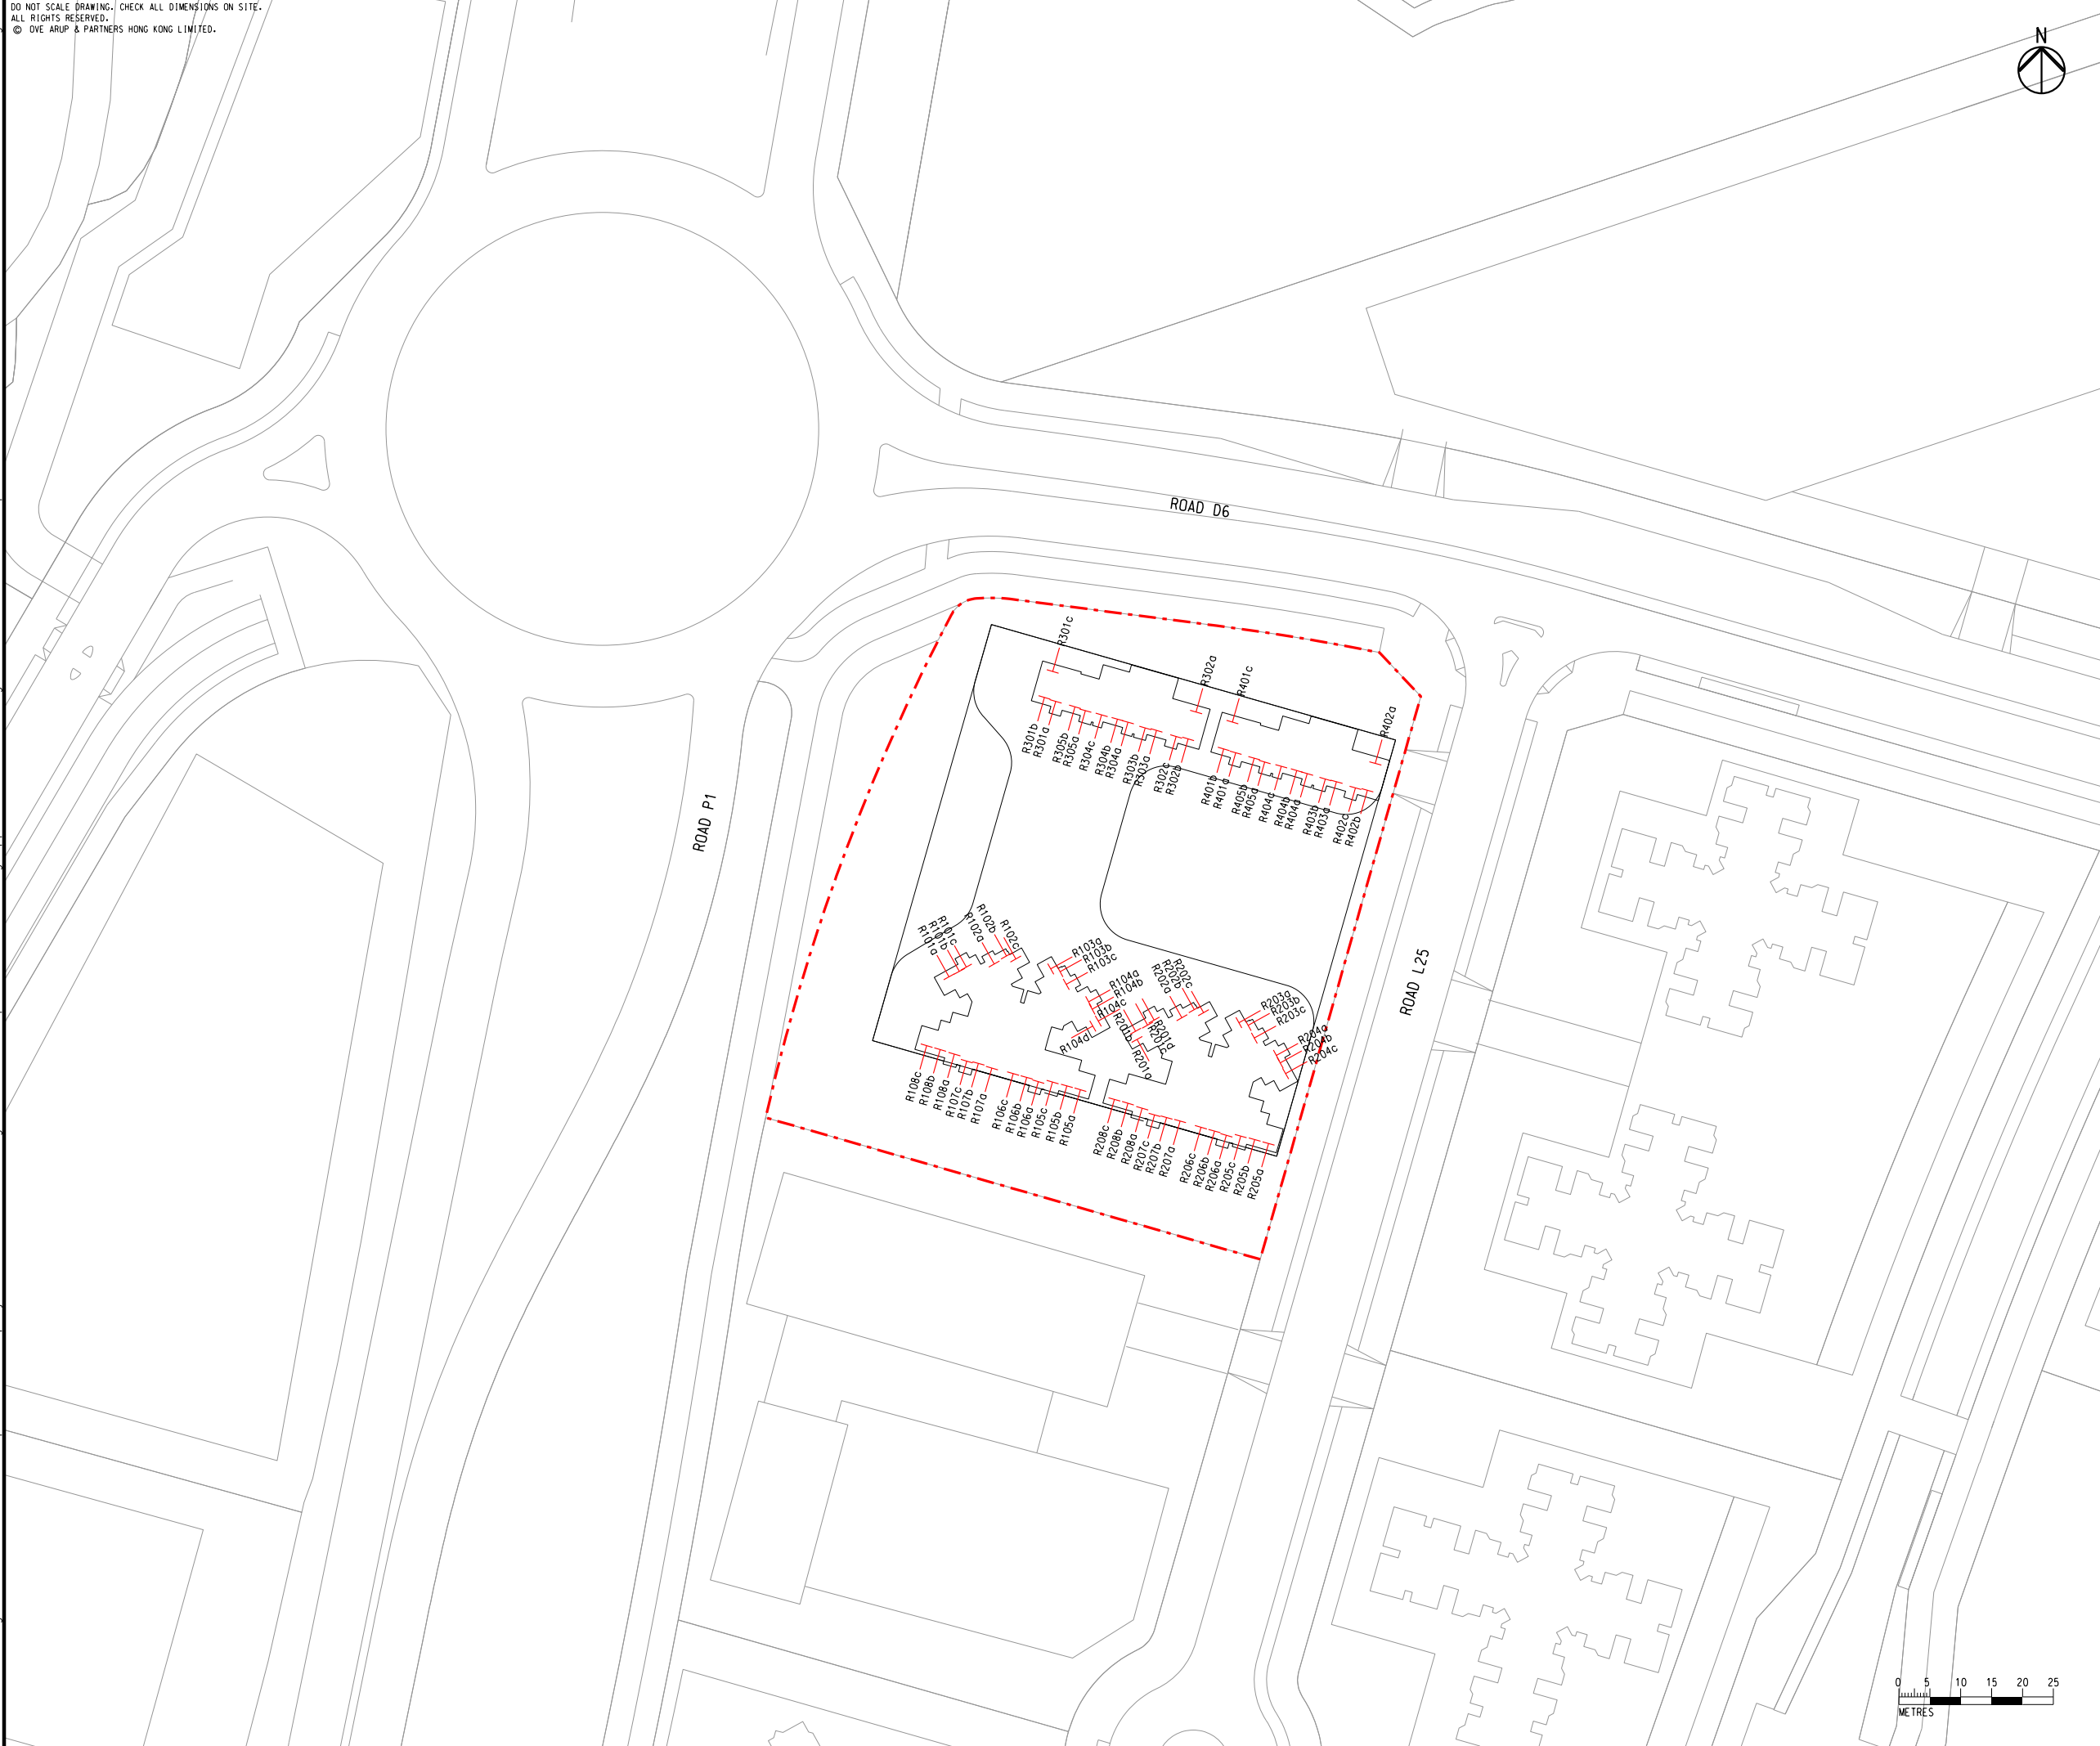 DO NOT SCALE DRAWING. CHECK ALL DIMENSIONS ON SITE.
ALL RIGHTS RESERVED.
© OVE ARUP & PARTNERS HONG KONG LIMITED.
N
ROAD D6
ROAD P1
ROAD L25
R301c
R302a
R401c
R402a
R301b
R301a
R305b
R305a
R304c
R304b
R304a
R303b
R303a
R302c
R302b
R401b
R401a
R405b
R405a
R404c
R404b
R404a
R403b
R403a
R402c
R402b
R101a
R101b
R101c
R102a
R102b
R102c
R103a
R103b
R103c
R104a
R104b
R104c
R104d
R201b
R201a
R201c
R201d
R202a
R202b
R202c
R203a
R203b
R203c
R204a
R204b
R204c
R108c
R108b
R108a
R107c
R107b
R107a
R106c
R106b
R106a
R105c
R105b
R105a
R208c
R208b
R208a
R207c
R207b
R207a
R206c
R206b
R206a
R205c
R205b
R205a
0 5 10 15 20 25
METRES